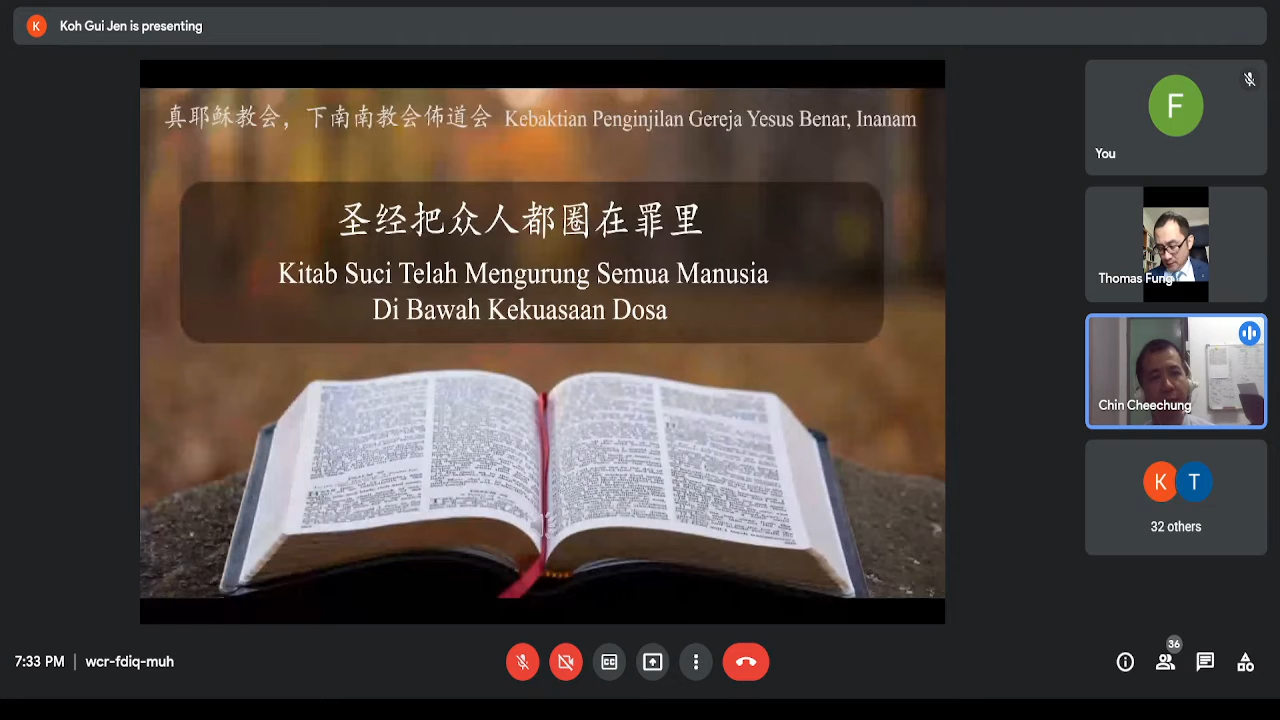 K Koh Gui Jen is presenting
真耶稣教会，下南南教会佈道会 Kebaktian Penginjilan Gereja Yesus Benar, Inanam
圣经把众人都圈在罪里
Kitab Suci Telah Mengurung Semua Manusia
Di Bawah Kekuasaan Dosa
F
You
Thomas Fung
Chin Cheechung
K T
32 others
7:33 PM | wcr-fdiq-muh
CC
36